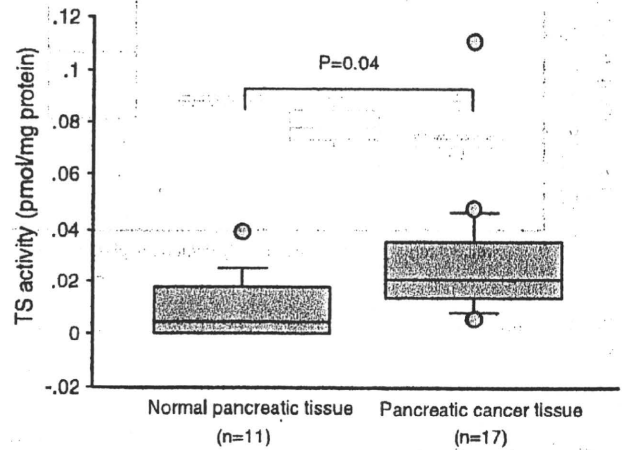 .12
.1
P=0.04
.08
.06
.04
.02
0
-.02
TS activity (pmol/mg protein)
Normal pancreatic tissue
(n=11)
Pancreatic cancer tissue
(n=17)